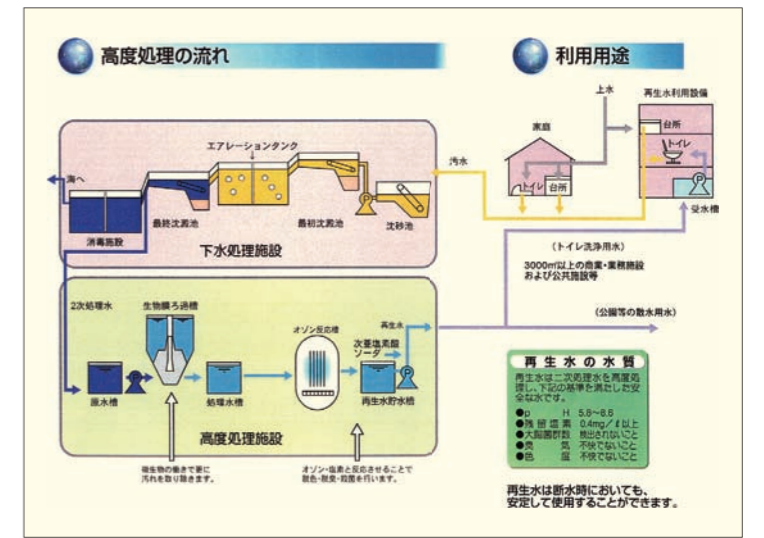 高度処理の流れ
利用用途
上水
再生水利用設備
家庭
台所
トイレ
エアレーションタンク
汚水
海へ
トイレ
台所
受水槽
最終沈澱池
最初沈澱池
沈砂池
消毒施設
下水処理施設
(トイレ洗浄用水)
3000㎡以上の商業・業務施設
および公共施設等
2次処理水
生物膜ろ過槽
オゾン反応槽
再生水
次亜塩素酸
ソーダ
(公園等の散水用水)
原水槽
処理水槽
再生水貯水槽
高度処理施設
再生水の水質
再生水は二次処理水を高度処
理し、下記の基準を満たした安
全な水です。
●p H 5.8〜8.6
●残留塩素 0.4mg/ℓ以上
●大腸菌群数 検出されないこと
●臭気 不快でないこと
●色度 不快でないこと
微生物の働きで更に
汚れを取り除きます。
オゾン・塩素と反応させることで
脱色・脱臭・殺菌を行います。
再生水は断水時においても、
安定して使用することができます。